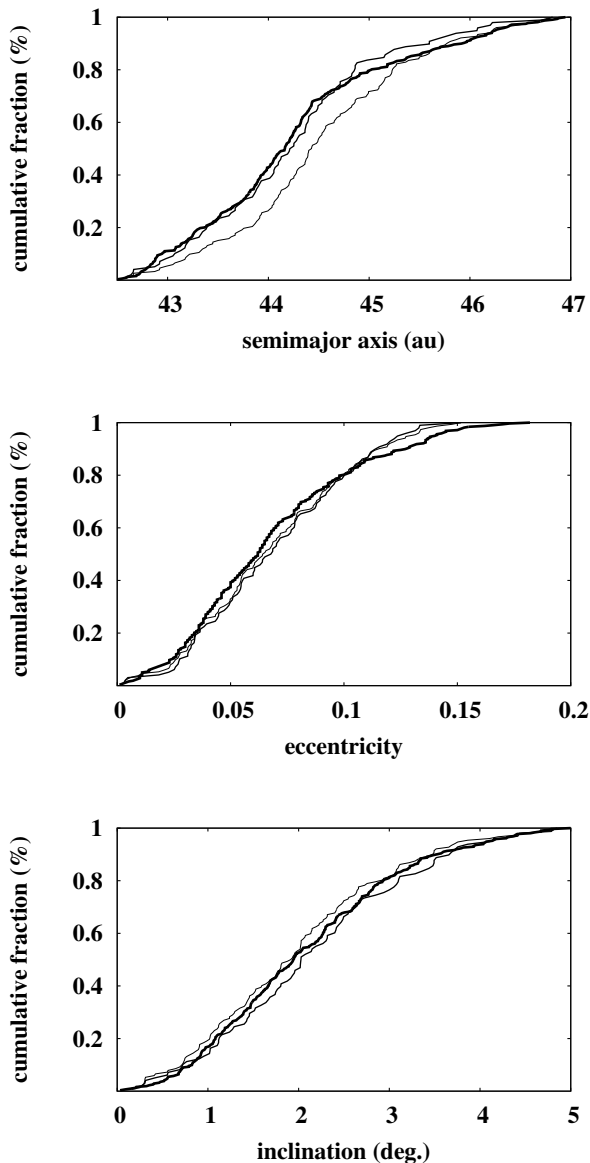 1
0.8
0.6
0.4
0.2
cumulative fraction (%)
43 44 45 46 47
semimajor axis (au)
1
0.8
0.6
0.4
0.2
cumulative fraction (%)
0 0.05 0.1 0.15 0.2
eccentricity
1
0.8
0.6
0.4
0.2
cumulative fraction (%)
0 1 2 3 4 5
inclination (deg.)